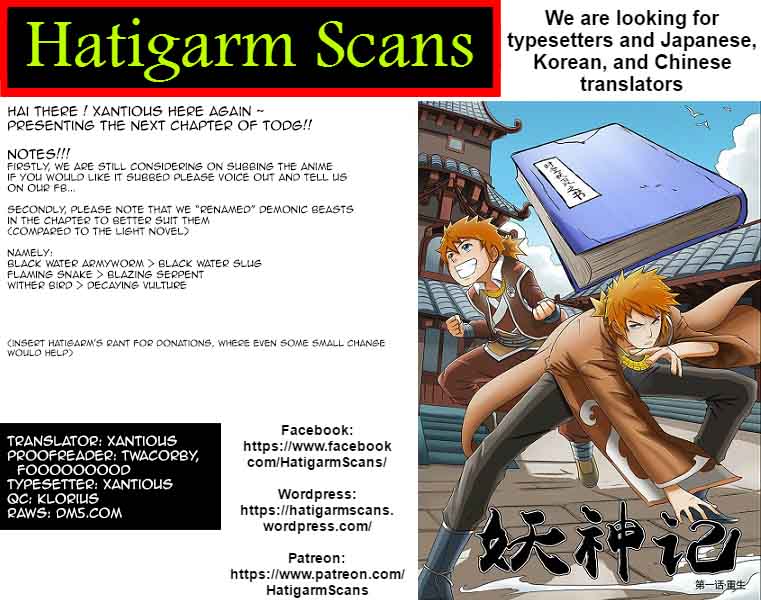 Hatigarm Scans
We are looking for
typesetters and Japanese,
Korean, and Chinese
translators
HAI THERE ! XANTIOUS HERE AGAIN ~
PRESENTING THE NEXT CHAPTER OF TODG!!
NOTES!!!
FIRSTLY, WE ARE STILL CONSIDERING ON SUBBING THE ANIME
IF YOU WOULD LIKE IT SUBBED PLEASE VOICE OUT AND TELL US
ON OUR FB...
SECONDLY, PLEASE NOTE THAT WE "RENAMED" DEMONIC BEASTS
IN THE CHAPTER TO BETTER SUIT THEM
(COMPARED TO THE LIGHT NOVEL)
NAMELY:
BLACK WATER ARMYWORM > BLACK WATER SLUG
FLAMING SNAKE > BLAZING SERPENT
WITHER BIRD > DECAYING VULTURE
(INSERT HATIGARM'S RANT FOR DONATIONS, WHERE EVEN SOME SMALL CHANGE
WOULD HELP)
TRANSLATOR: XANTIOUS
PROOFREADER: TWACORBY,
FOOOOOOOOD
TYPESETTER: XANTIOUS
QC: KLORIUS
RAWS: DM5.COM
Facebook:
https://www.facebook
com/HatigarmScans/
Wordpress:
https://hatigarmscans.
wordpress.com/
Patreon:
https://www.patreon.com/
HatigarmScans
妖神记
第一话·重生